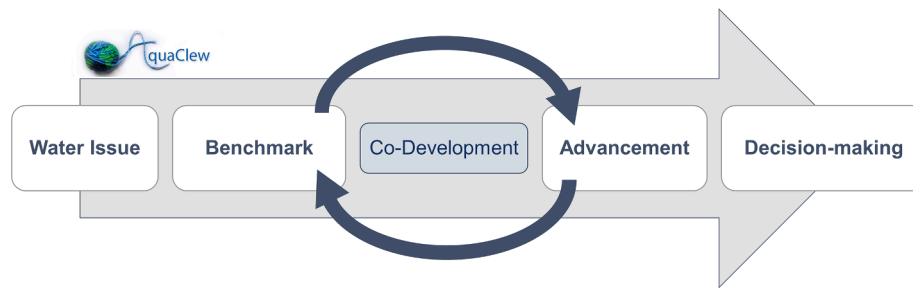 AquaClew
Water Issue
Benchmark
Co-Development
Advancement
Decision-making